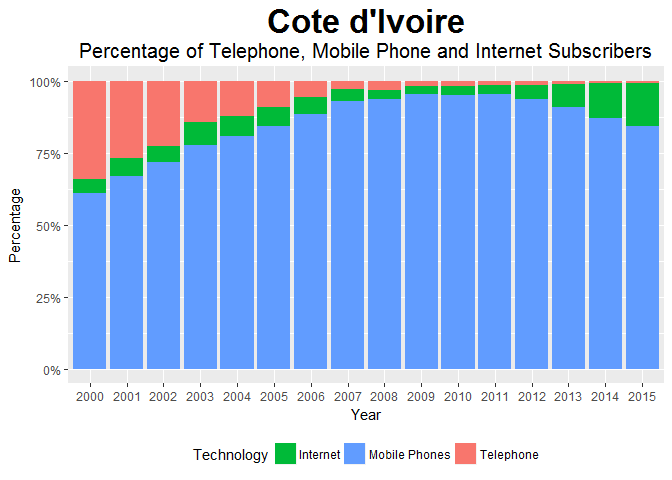 Cote d'Ivoire
Percentage of Telephone, Mobile Phone and Internet Subscribers
100%
75%
50%
25%
0%
Percentage
2000 2001 2002 2003 2004 2005 2006 2007 2008 2009 2010 2011 2012 2013 2014 2015
Year
Technology Internet Mobile Phones Telephone